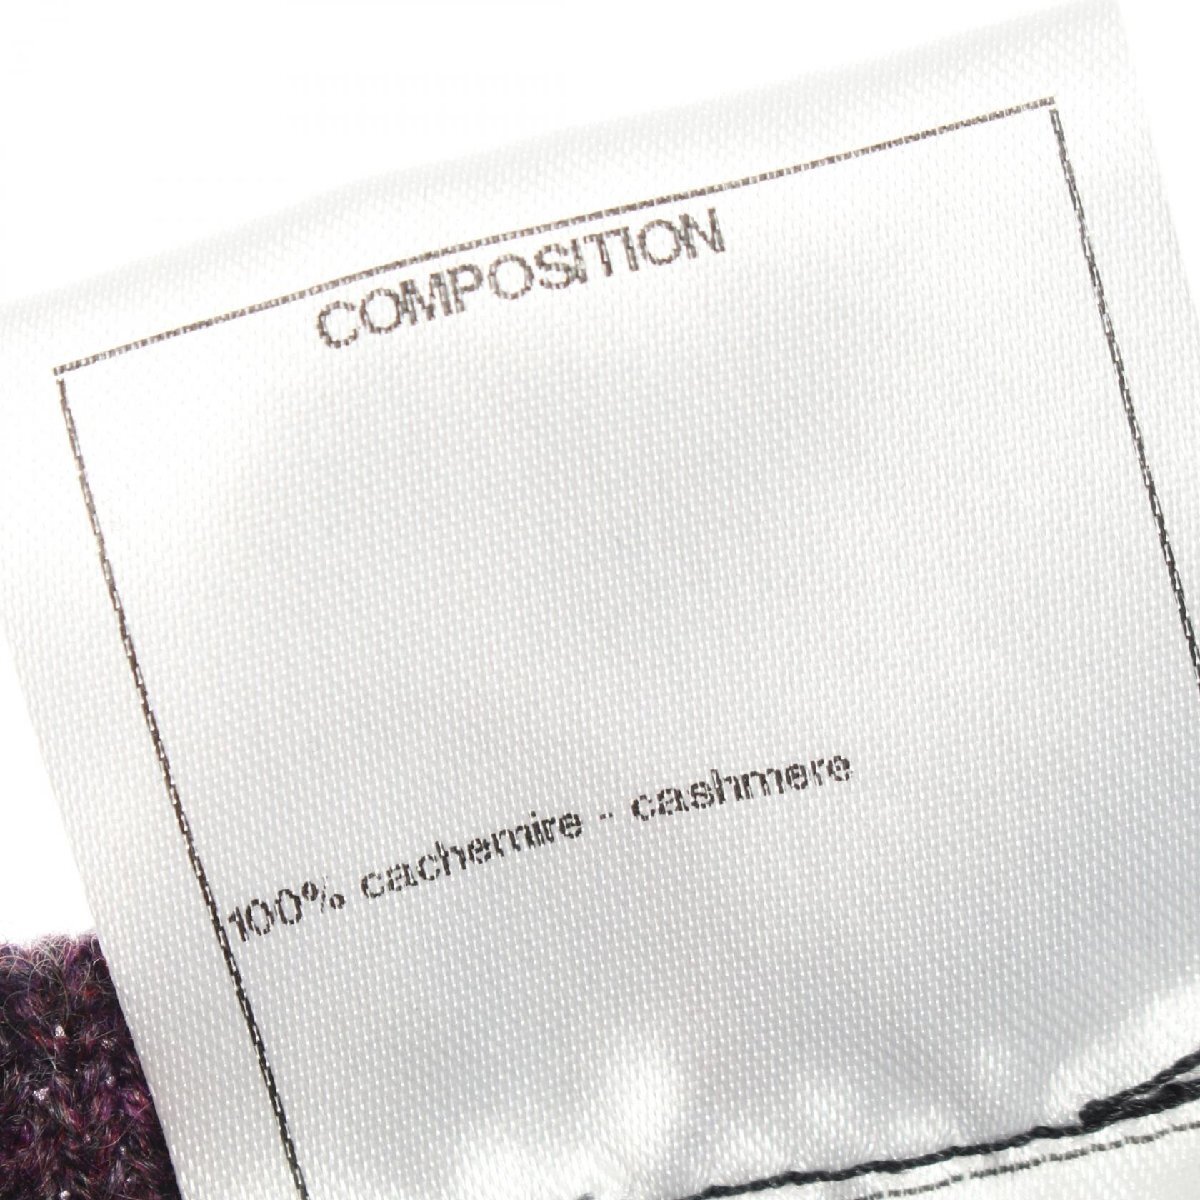 COMPOSITION
100% cachemire - cashmere